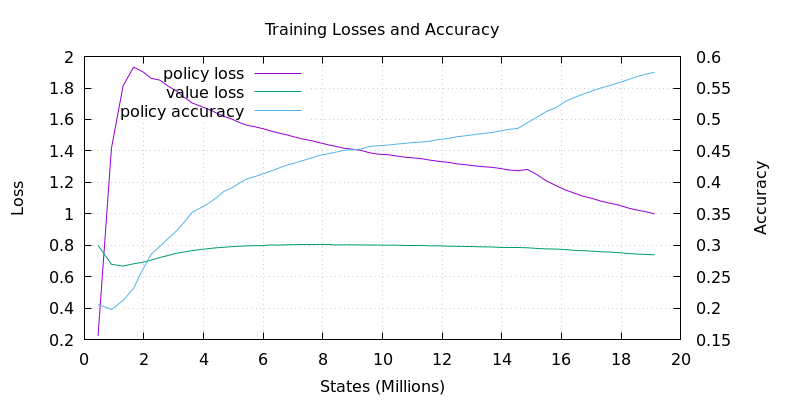 Training Losses and Accuracy
2 0.6
policy loss
1.8 0.55
value loss
policy accuracy
1.6 0.5
1.4 0.45
1.2 0.4
Loss
1 0.35
Accuracy
0.8 0.3
0.6 0.25
0.4 0.2
0.2 0.15
0 2 4 6 8 10 12 14 16 18 20
States (Millions)